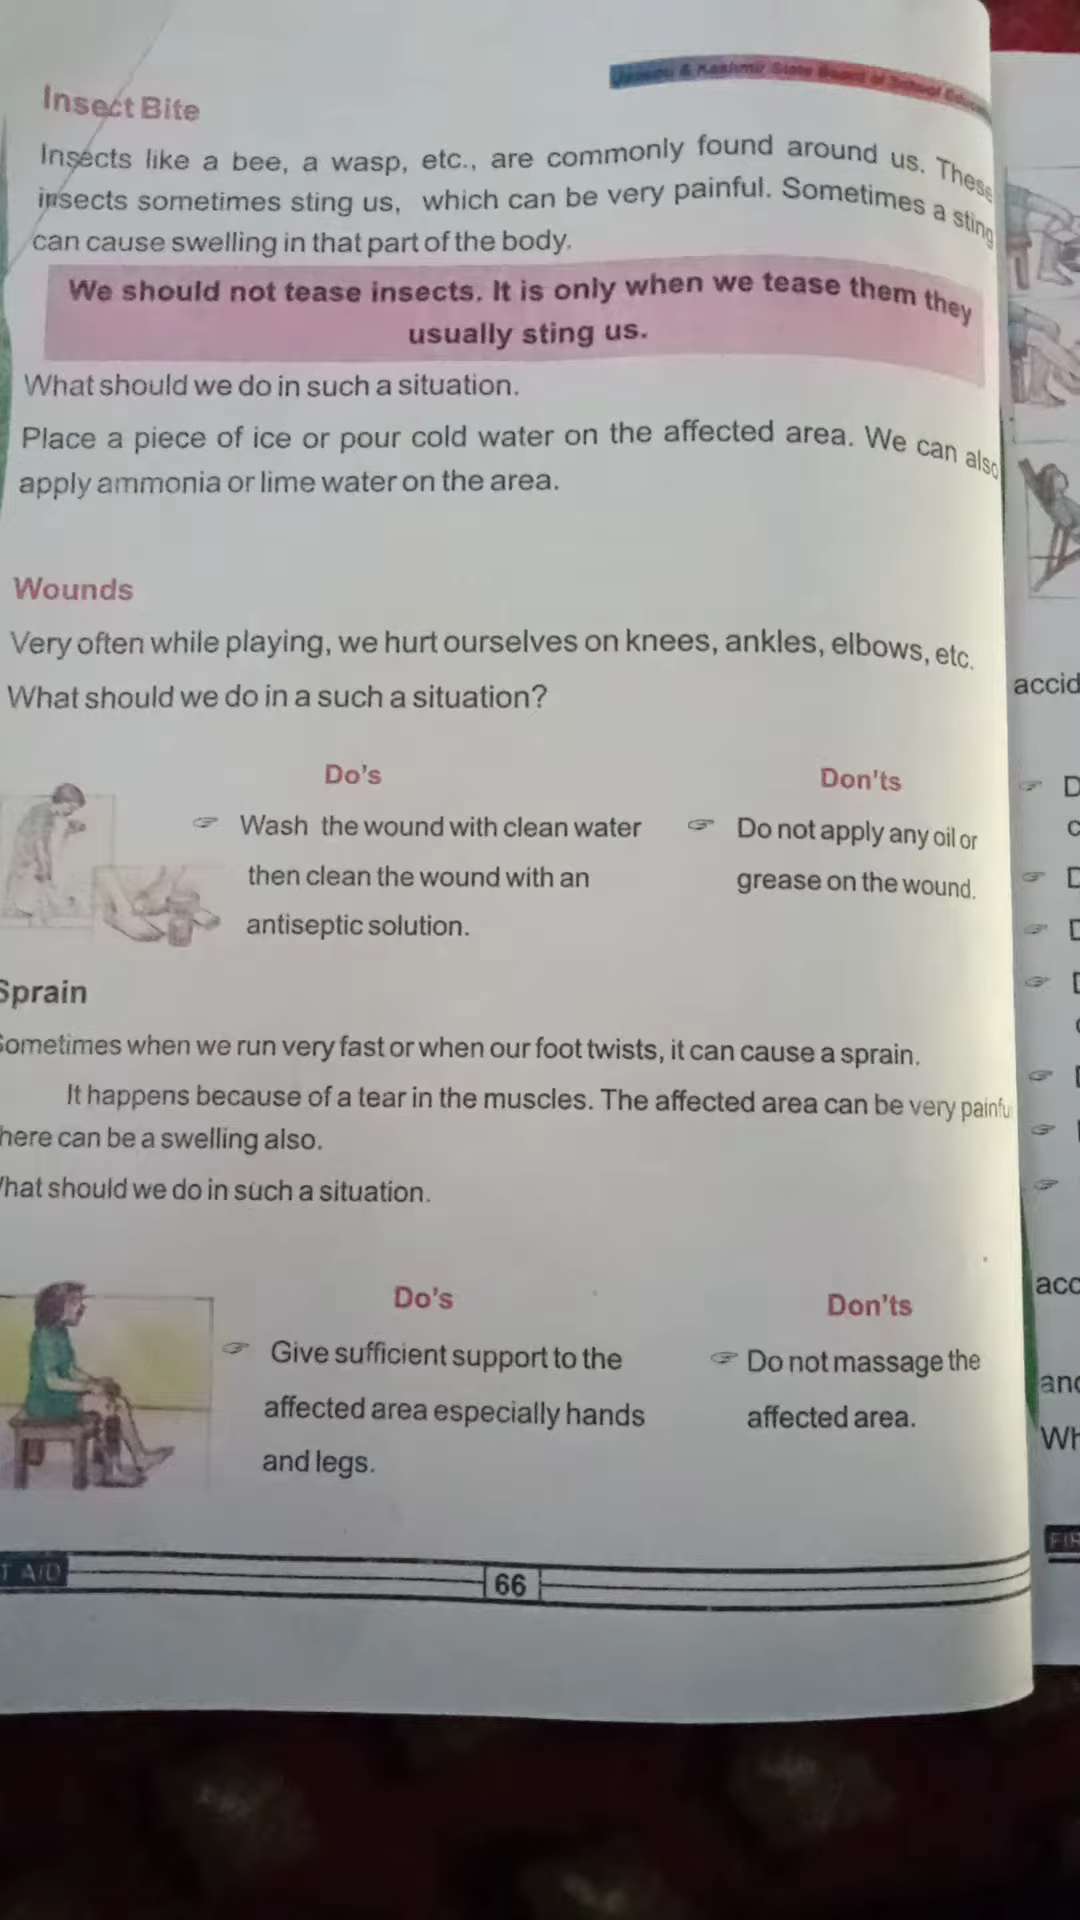 Jammu & Kashmir State Board of School
Insect Bite
Insects like a bee, a wasp, etc., are commonly found around us. These
insects sometimes sting us, which can be very painful. Sometimes a sting
can cause swelling in that part of the body.
We should not tease insects. It is only when we tease them they
usually sting us.
What should we do in such a situation.
Place a piece of ice or pour cold water on the affected area. We can also
apply ammonia or lime water on the area.
Wounds
Very often while playing, we hurt ourselves on knees, ankles, elbows, etc.
What should we do in a such a situation?
Do's
☞ Wash the wound with clean water
then clean the wound with an
antiseptic solution.
Don'ts
☞ Do not apply any oil or
grease on the wound.
Sprain
Sometimes when we run very fast or when our foot twists, it can cause a sprain.
It happens because of a tear in the muscles. The affected area can be very painfu
here can be a swelling also.
hat should we do in such a situation.
Do's
☞ Give sufficient support to the
affected area especially hands
and legs.
Don'ts
☞ Do not massage the
affected area.
T AID
66
accid
D
c
D
acc
and
Wh
FIR